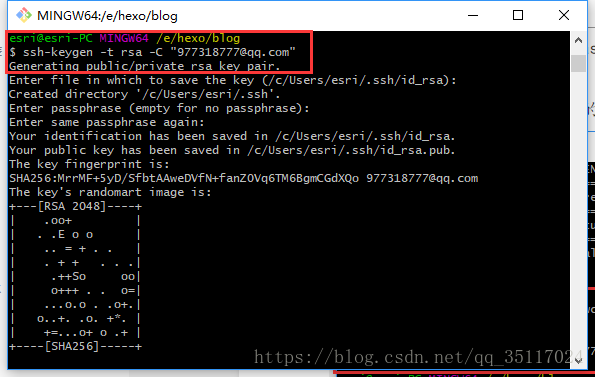 MINGW64:/e/hexo/blog
esri@esri-PC MINGW64 /e/hexo/blog
$ ssh-keygen -t rsa -C "977318777@qq.com"
Generating public/private rsa key pair.
Enter file in which to save the key (/c/Users/esri/.ssh/id_rsa):
Created directory '/c/Users/esri/.ssh'.
Enter passphrase (empty for no passphrase):
Enter same passphrase again:
Your identification has been saved in /c/Users/esri/.ssh/id_rsa.
Your public key has been saved in /c/Users/esri/.ssh/id_rsa.pub.
The key fingerprint is:
SHA256:MrrMF+5yD/SfbtAAweDVfN+fanZOVq6TM6BgmCGdXQo 977318777@qq.com
The key's randomart image is:
+---[RSA 2048]----+
|    .oo+         |
|   . .E o o      |
|   .. = + . .    |
|   . + +   . . .|
|    .++So     oo|
|    o+++ . .  o=|
|   ...o.o . .o+.|
|  o..+. .o. +*. |
|   +=...o+ o .+ |
+----[SHA256]-----+
https://blog.csdn.net/qq_35117024